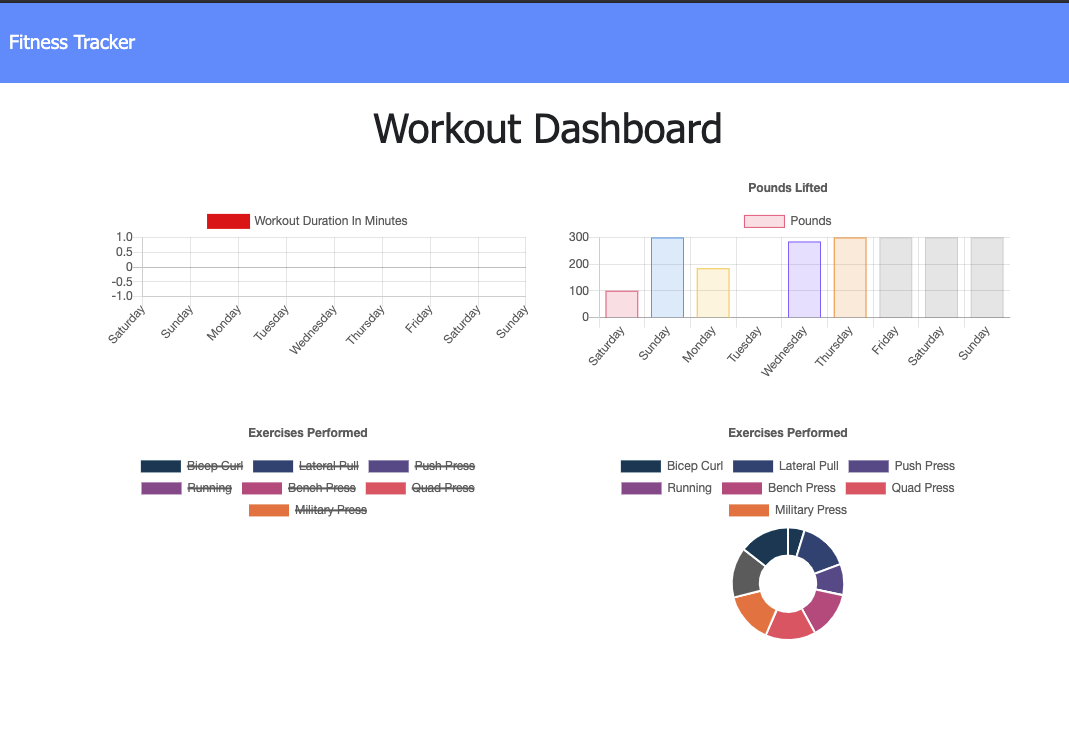 Fitness Tracker
Workout Dashboard
Workout Duration In Minutes
1.0
0.5
0
-0.5
-1.0
Saturday Sunday Monday Tuesday Wednesday Thursday Friday Saturday Sunday
Pounds Lifted
Pounds
300
200
100
0
Saturday Sunday Monday Tuesday Wednesday Thursday Friday Saturday Sunday
Exercises Performed
Bicep Curl Lateral Pull Push Press
Running Bench Press Quad Press
Military Press
Exercises Performed
Bicep Curl Lateral Pull Push Press
Running Bench Press Quad Press
Military Press